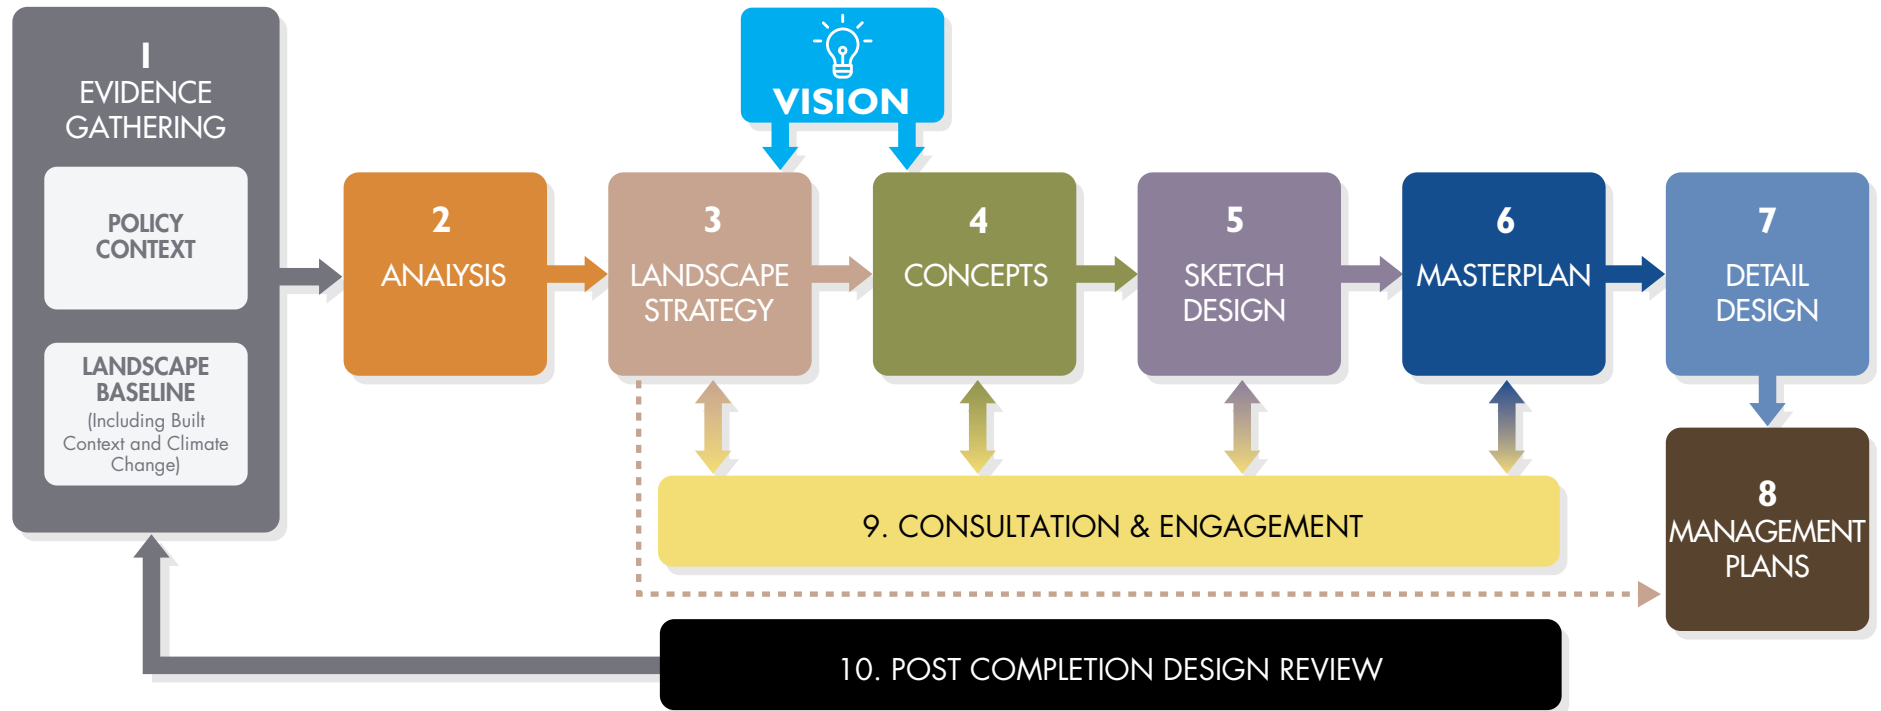 1
EVIDENCE
GATHERING
POLICY
CONTEXT
LANDSCAPE
BASELINE
(Including Built
Context and Climate
Change)
VISION
2
ANALYSIS
3
LANDSCAPE
STRATEGY
4
CONCEPTS
5
SKETCH
DESIGN
6
MASTERPLAN
7
DETAIL
DESIGN
8
MANAGEMENT
PLANS
9. CONSULTATION & ENGAGEMENT
10. POST COMPLETION DESIGN REVIEW